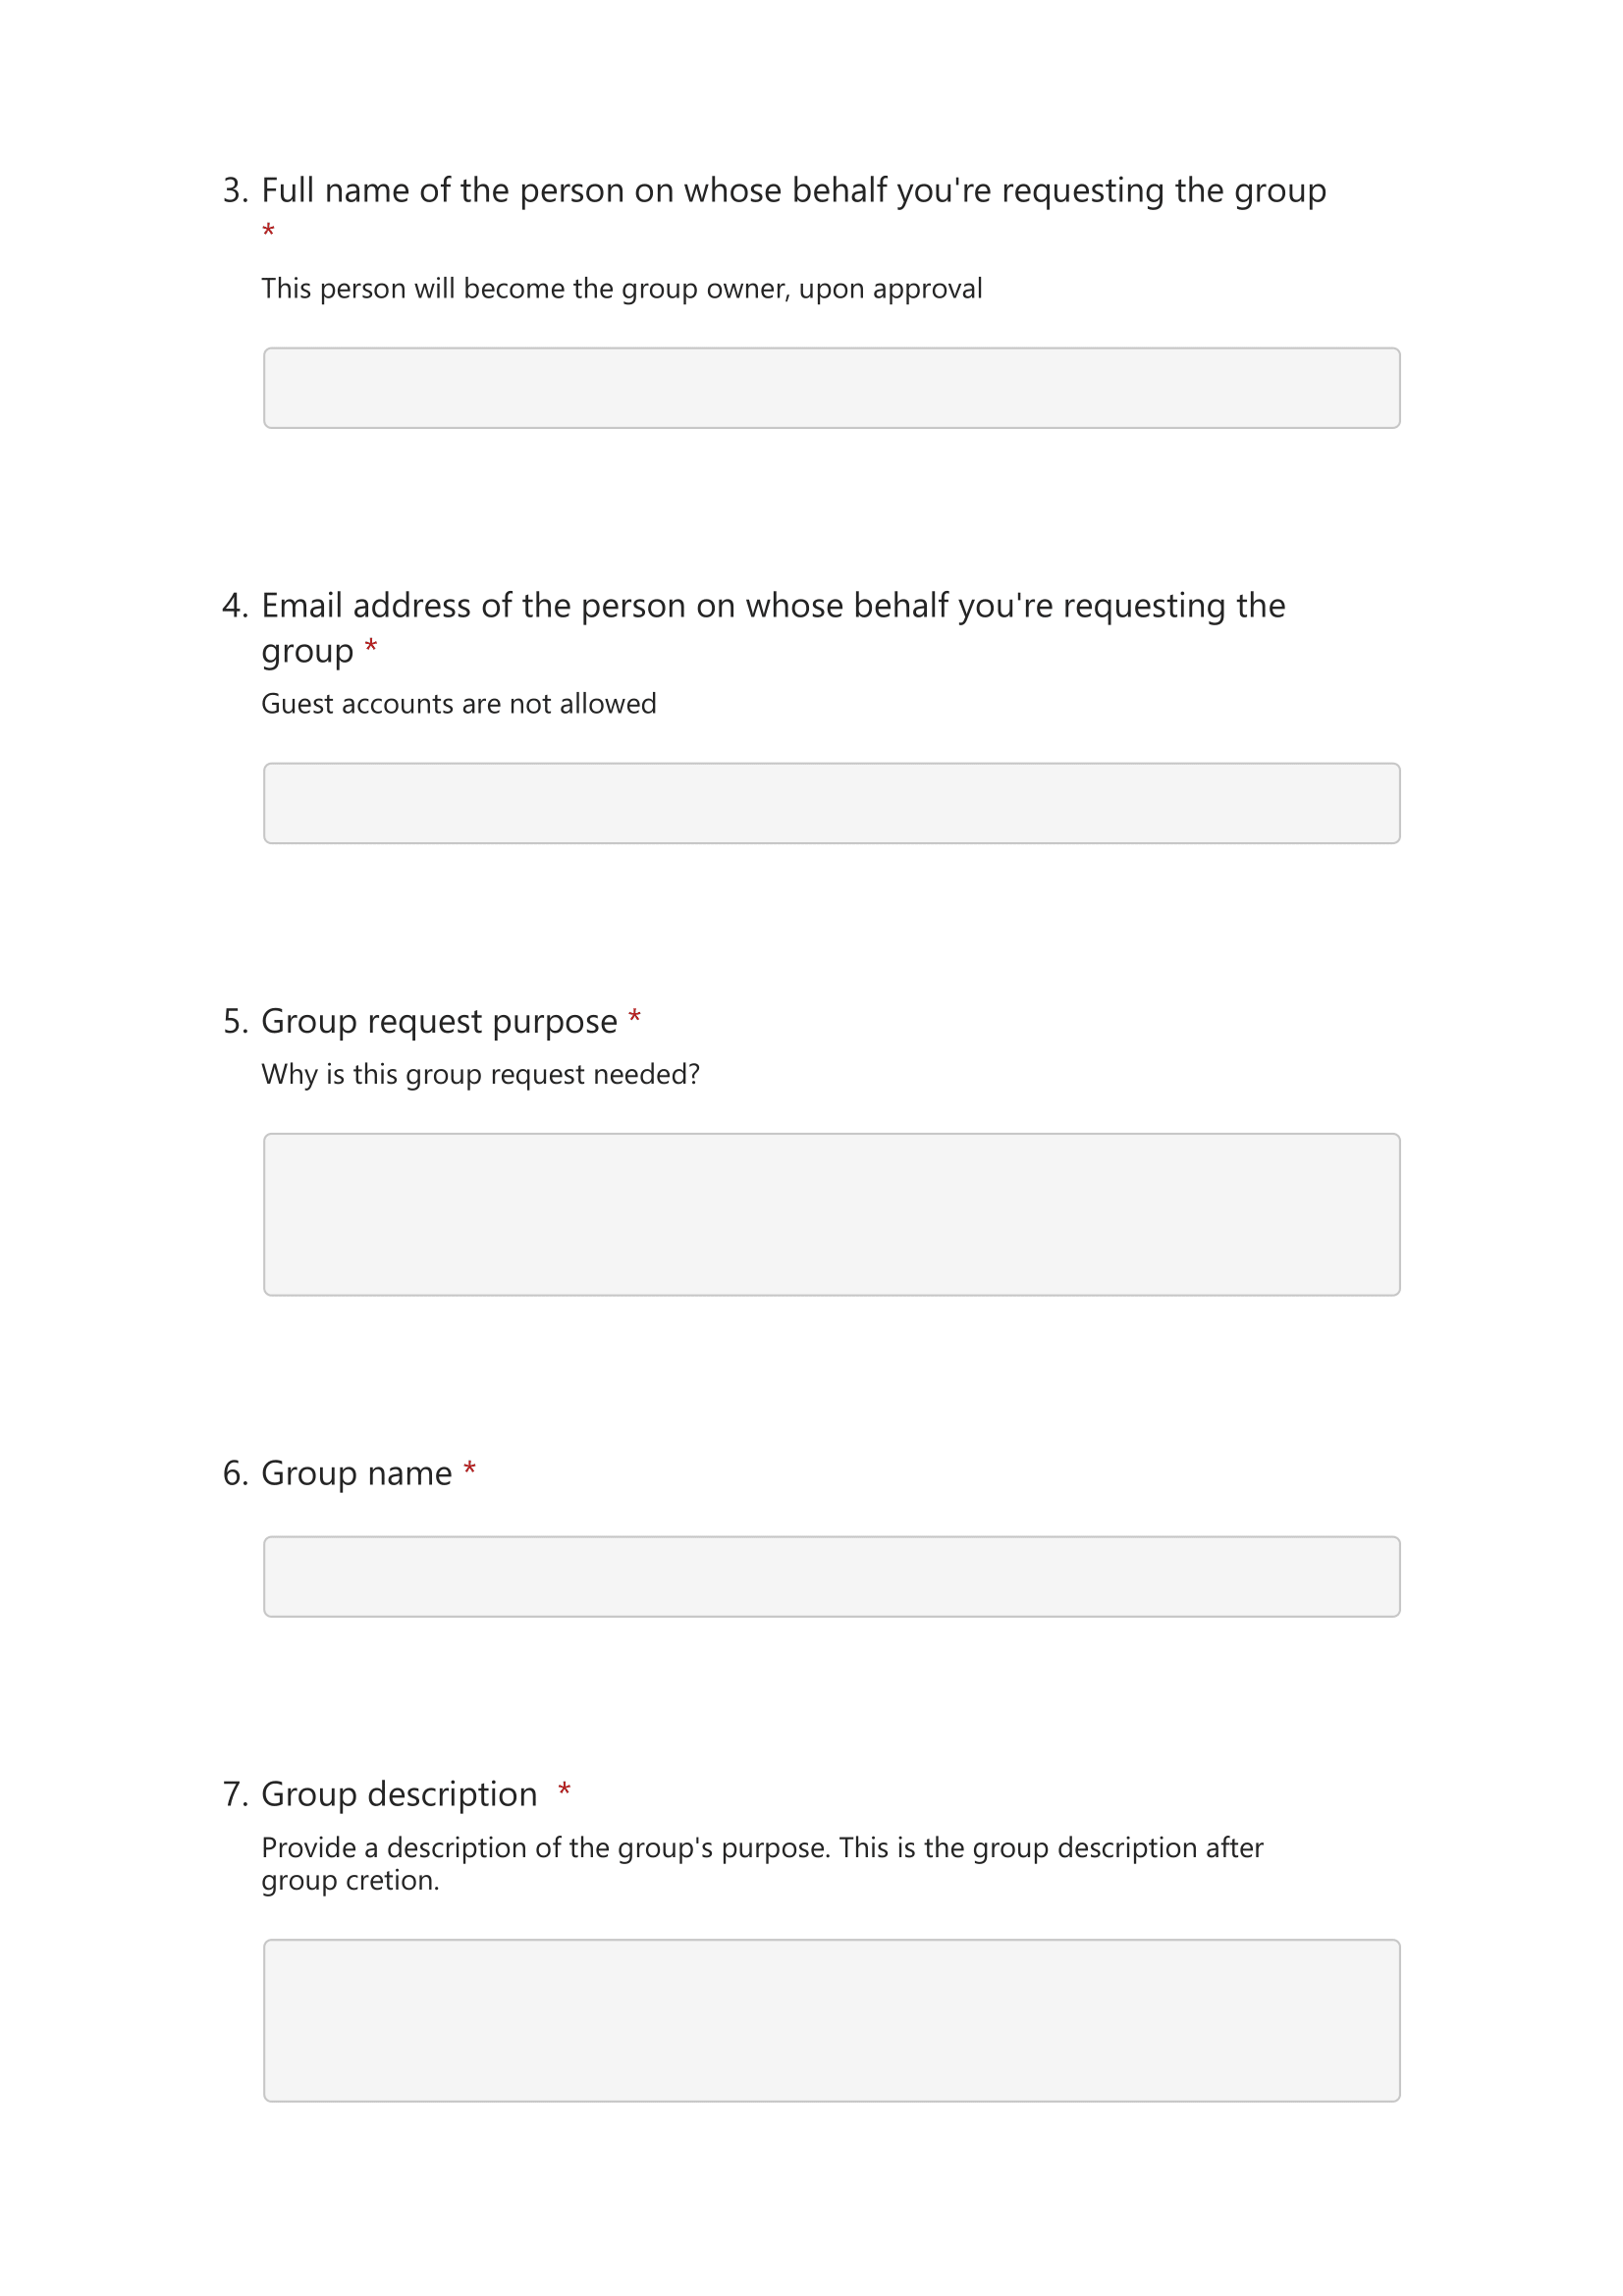 3. Full name of the person on whose behalf you're requesting the group
*
This person will become the group owner, upon approval
4. Email address of the person on whose behalf you're requesting the
group *
Guest accounts are not allowed
5. Group request purpose *
Why is this group request needed?
6. Group name *
7. Group description *
Provide a description of the group's purpose. This is the group description after
group cretion.